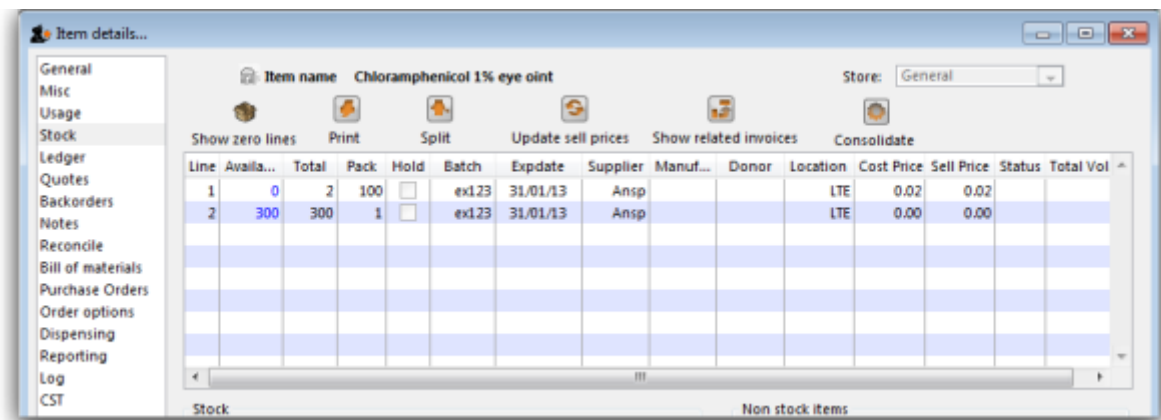 Item details...
General
Misc
Usage
Stock
Ledger
Quotes
Backorders
Notes
Reconcile
Bill of materials
Purchase Orders
Order options
Dispensing
Reporting
Log
CST
Item name Chloramphenicol 1% eye oint Store: General
Show zero lines Print Split Update sell prices Show related invoices Consolidate
Line Availa... Total Pack Hold Batch Expdate Supplier Manuf... Donor Location Cost Price Sell Price Status Total Vol
1 0 2 100 ex123 31/01/13 Ansp LTE 0.02 0.02
2 300 300 1 ex123 31/01/13 Ansp LTE 0.00 0.00
Stock Non stock items